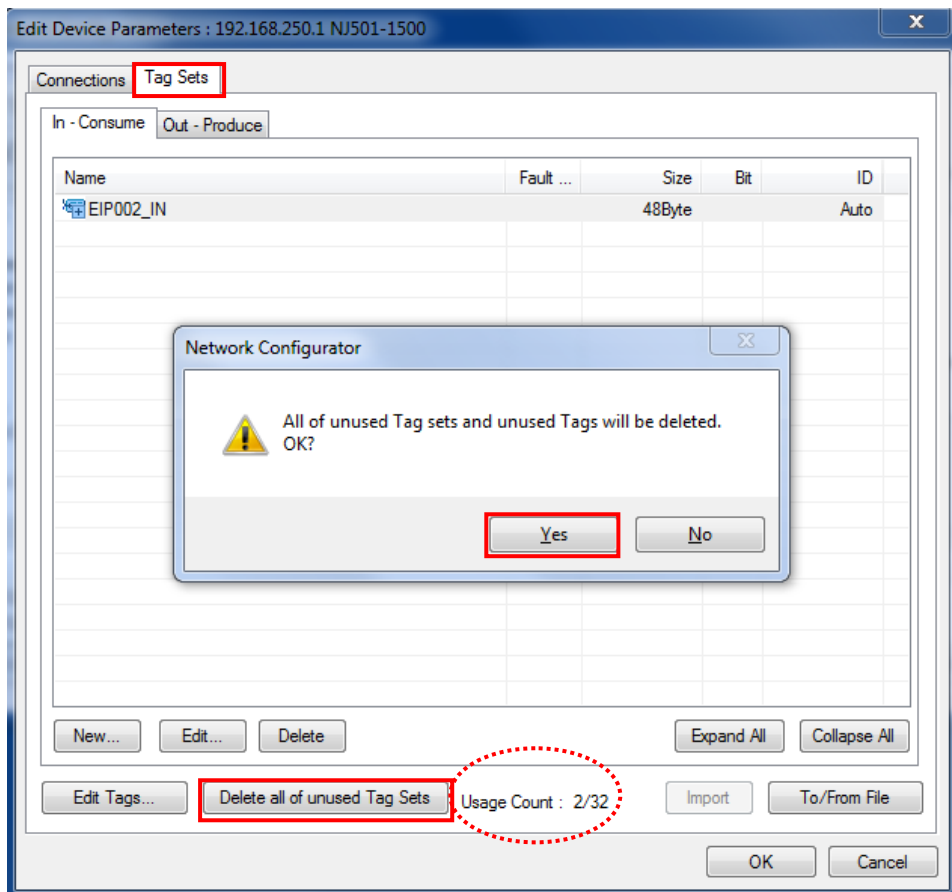 Edit Device Parameters : 192.168.250.1 NJ501-1500
Connections Tag Sets
In - Consume Out - Produce
Name Fault ... Size Bit ID
EIP002_IN 48Byte Auto
Network Configurator
All of unused Tag sets and unused Tags will be deleted.
OK?
Yes No
New... Edit... Delete Expand All Collapse All
Edit Tags... Delete all of unused Tag Sets Usage Count : 2/32 Import To/From File
OK Cancel